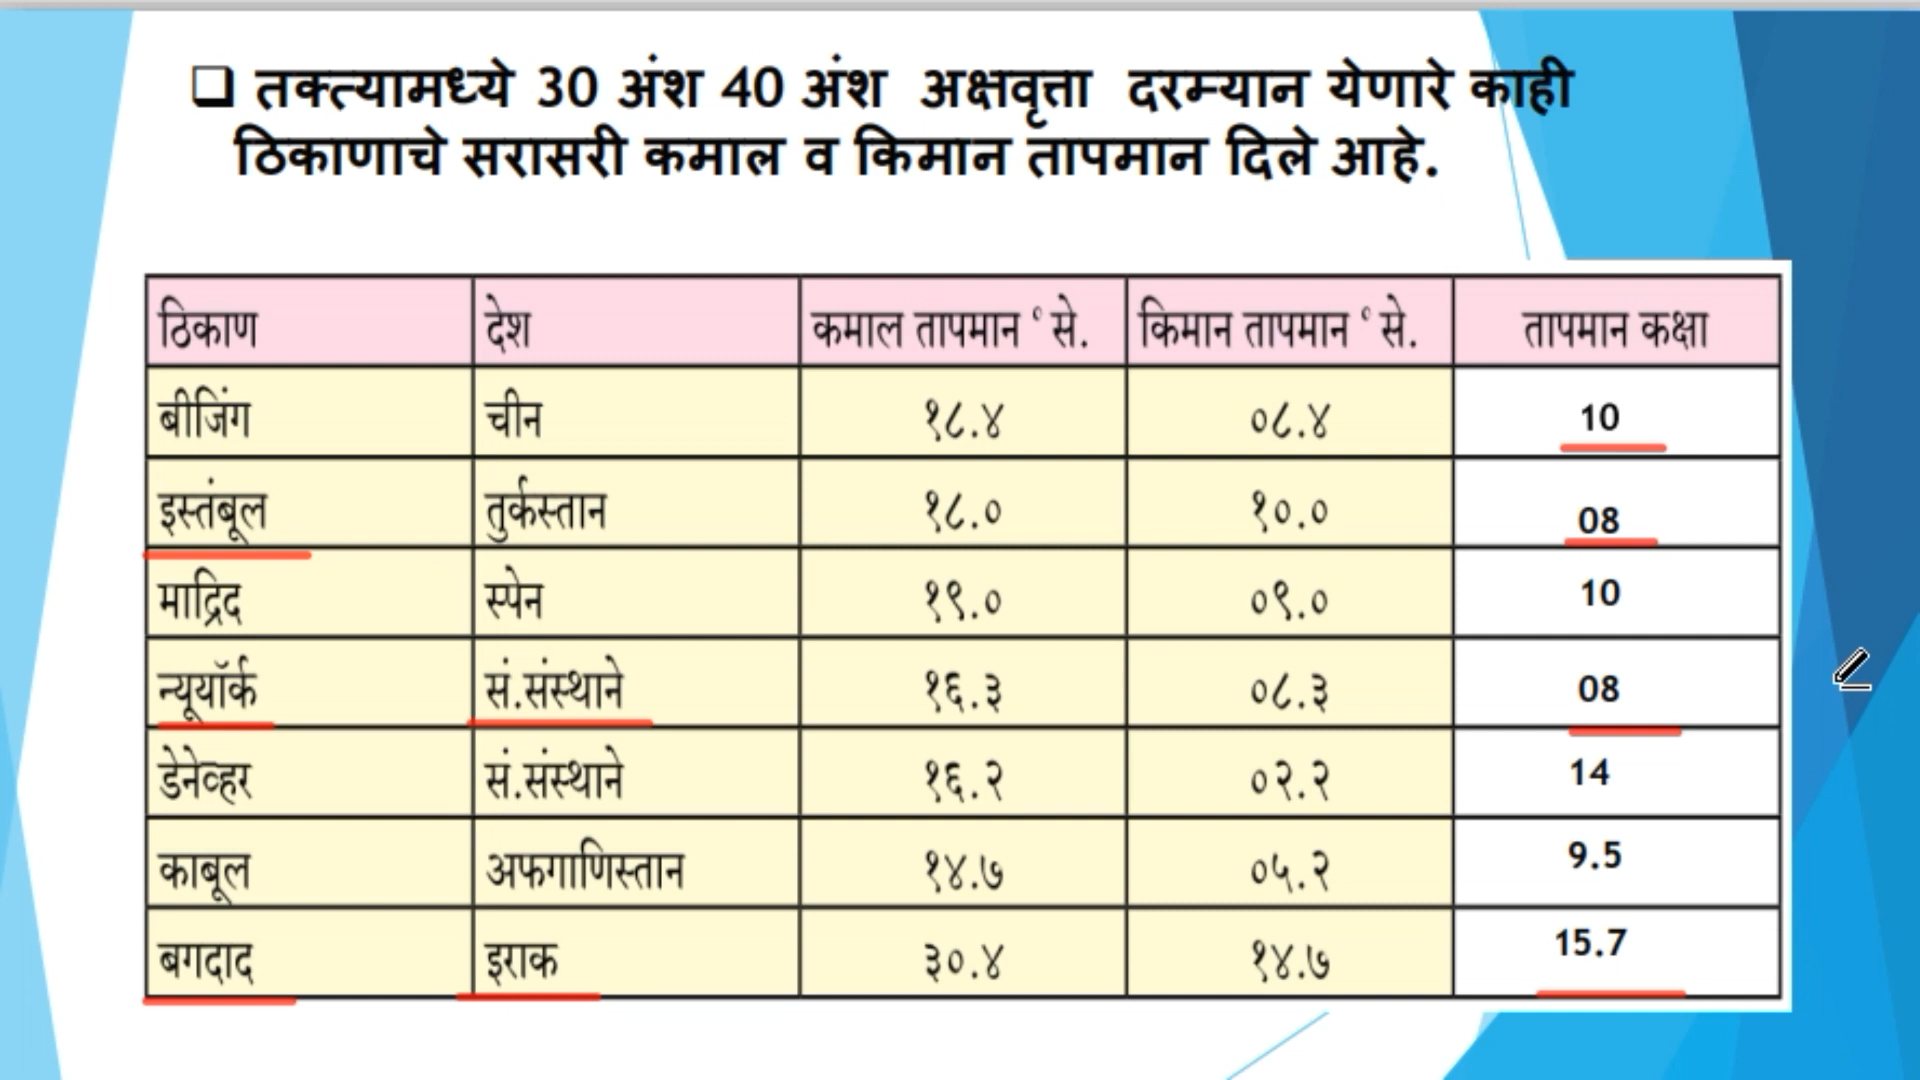 ❑ तक्त्यामध्ये 30 अंश 40 अंश अक्षवृत्ता दरम्यान येणारे काही
ठिकाणाचे सरासरी कमाल व किमान तापमान दिले आहे.
ठिकाण देश कमाल तापमान ° से. किमान तापमान ° से. तापमान कक्षा
बीजिंग चीन १८.४ ०८.४ 10
इस्तंबूल तुर्कस्तान १८.० १०.० 08
माद्रिद स्पेन १९.० ०९.० 10
न्यूयॉर्क सं.संस्थाने १६.३ ०८.३ 08
डेनेव्हर सं.संस्थाने १६.२ ०२.२ 14
काबूल अफगाणिस्तान १४.७ ०५.२ 9.5
बगदाद इराक ३०.४ १४.७ 15.7